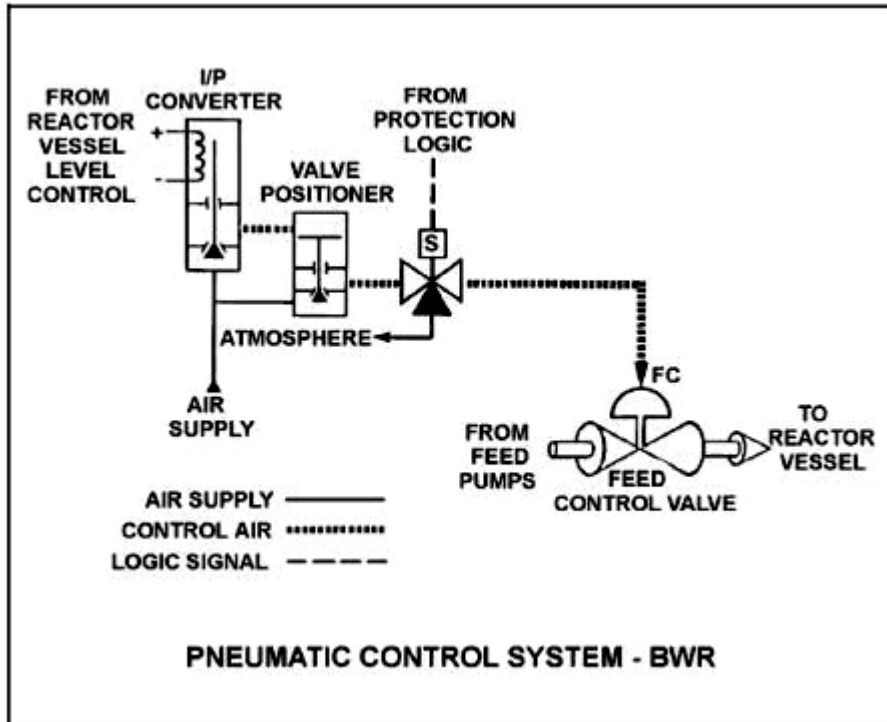 I/P
CONVERTER
FROM
REACTOR
VESSEL
LEVEL
CONTROL
+
-
FROM
PROTECTION
LOGIC
VALVE
POSITIONER
S
ATMOSPHERE
AIR
SUPPLY
FC
FROM
FEED
PUMPS
FEED
CONTROL VALVE
TO
REACTOR
VESSEL
AIR SUPPLY
CONTROL AIR
LOGIC SIGNAL
PNEUMATIC CONTROL SYSTEM - BWR